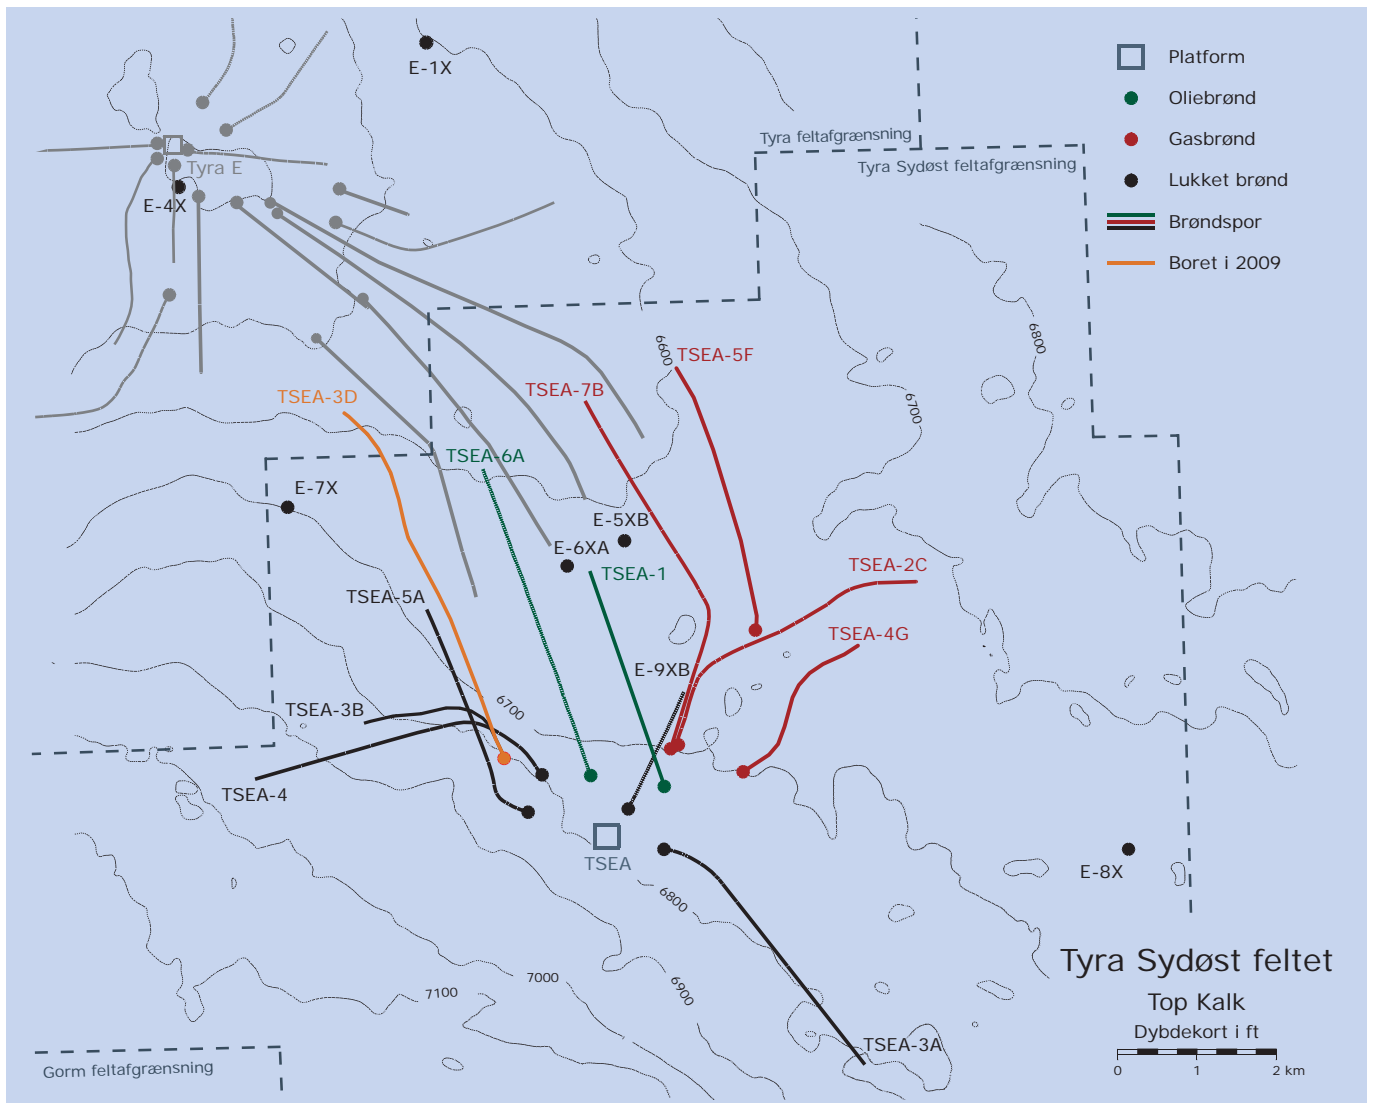 E-1X
Platform
Oliebrønd
Gasbrønd
Lukket brønd
Brøndspor
Boret i 2009
Tyra feltafgrænsning
Tyra Sydøst feltafgrænsning
Tyra E
E-4X
6600
6800
6700
TSEA-5F
TSEA-7B
TSEA-3D
TSEA-6A
E-7X
E-5XB
E-6XA
TSEA-1
TSEA-2C
TSEA-5A
TSEA-4G
E-9XB
TSEA-3B
6700
TSEA-4
TSEA
E-8X
6800
Tyra Sydøst feltet
7000
6900
7100
Top Kalk
Dybdekort i ft
TSEA-3A
Gorm feltafgrænsning
0 1 2 km